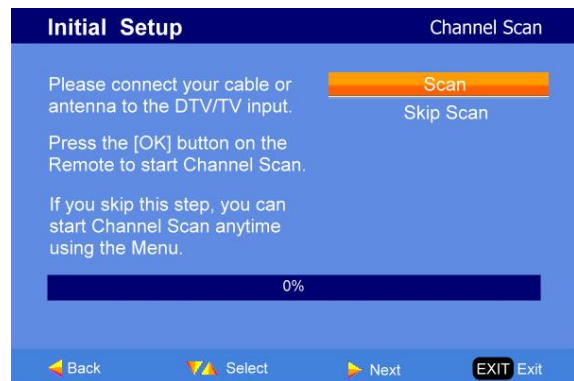 Initial Setup
Channel Scan
Please connect your cable or
antenna to the DTV/TV input.
Press the [OK] button on the
Remote to start Channel Scan.
If you skip this step, you can
start Channel Scan anytime
using the Menu.
Scan
Skip Scan
0%
Back
Select
Next
EXIT Exit